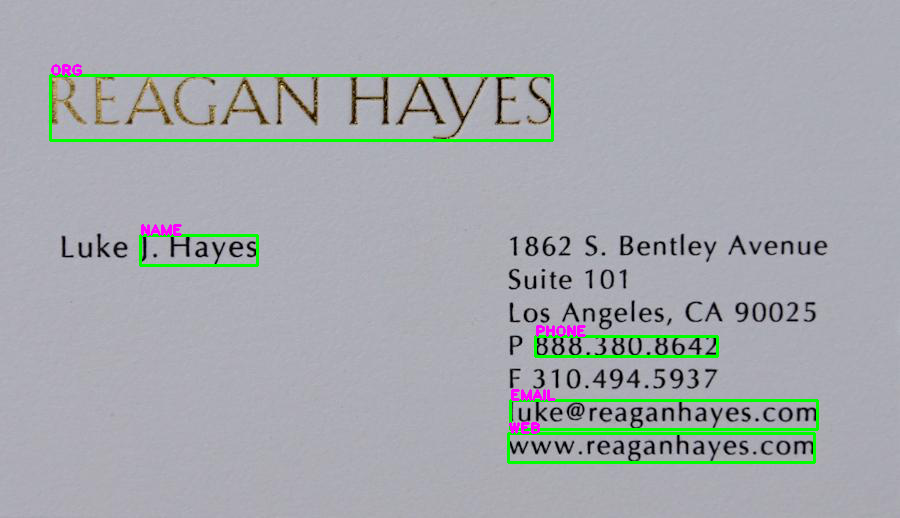 ORG
REAGAN HAYES
NAME
Luke J. Hayes
1862 S. Bentley Avenue
Suite 101
Los Angeles, CA 90025
PHONE
P 888.380.8642
F 310.494.5937
EMAIL
luke@reaganhayes.com
WEB
www.reaganhayes.com